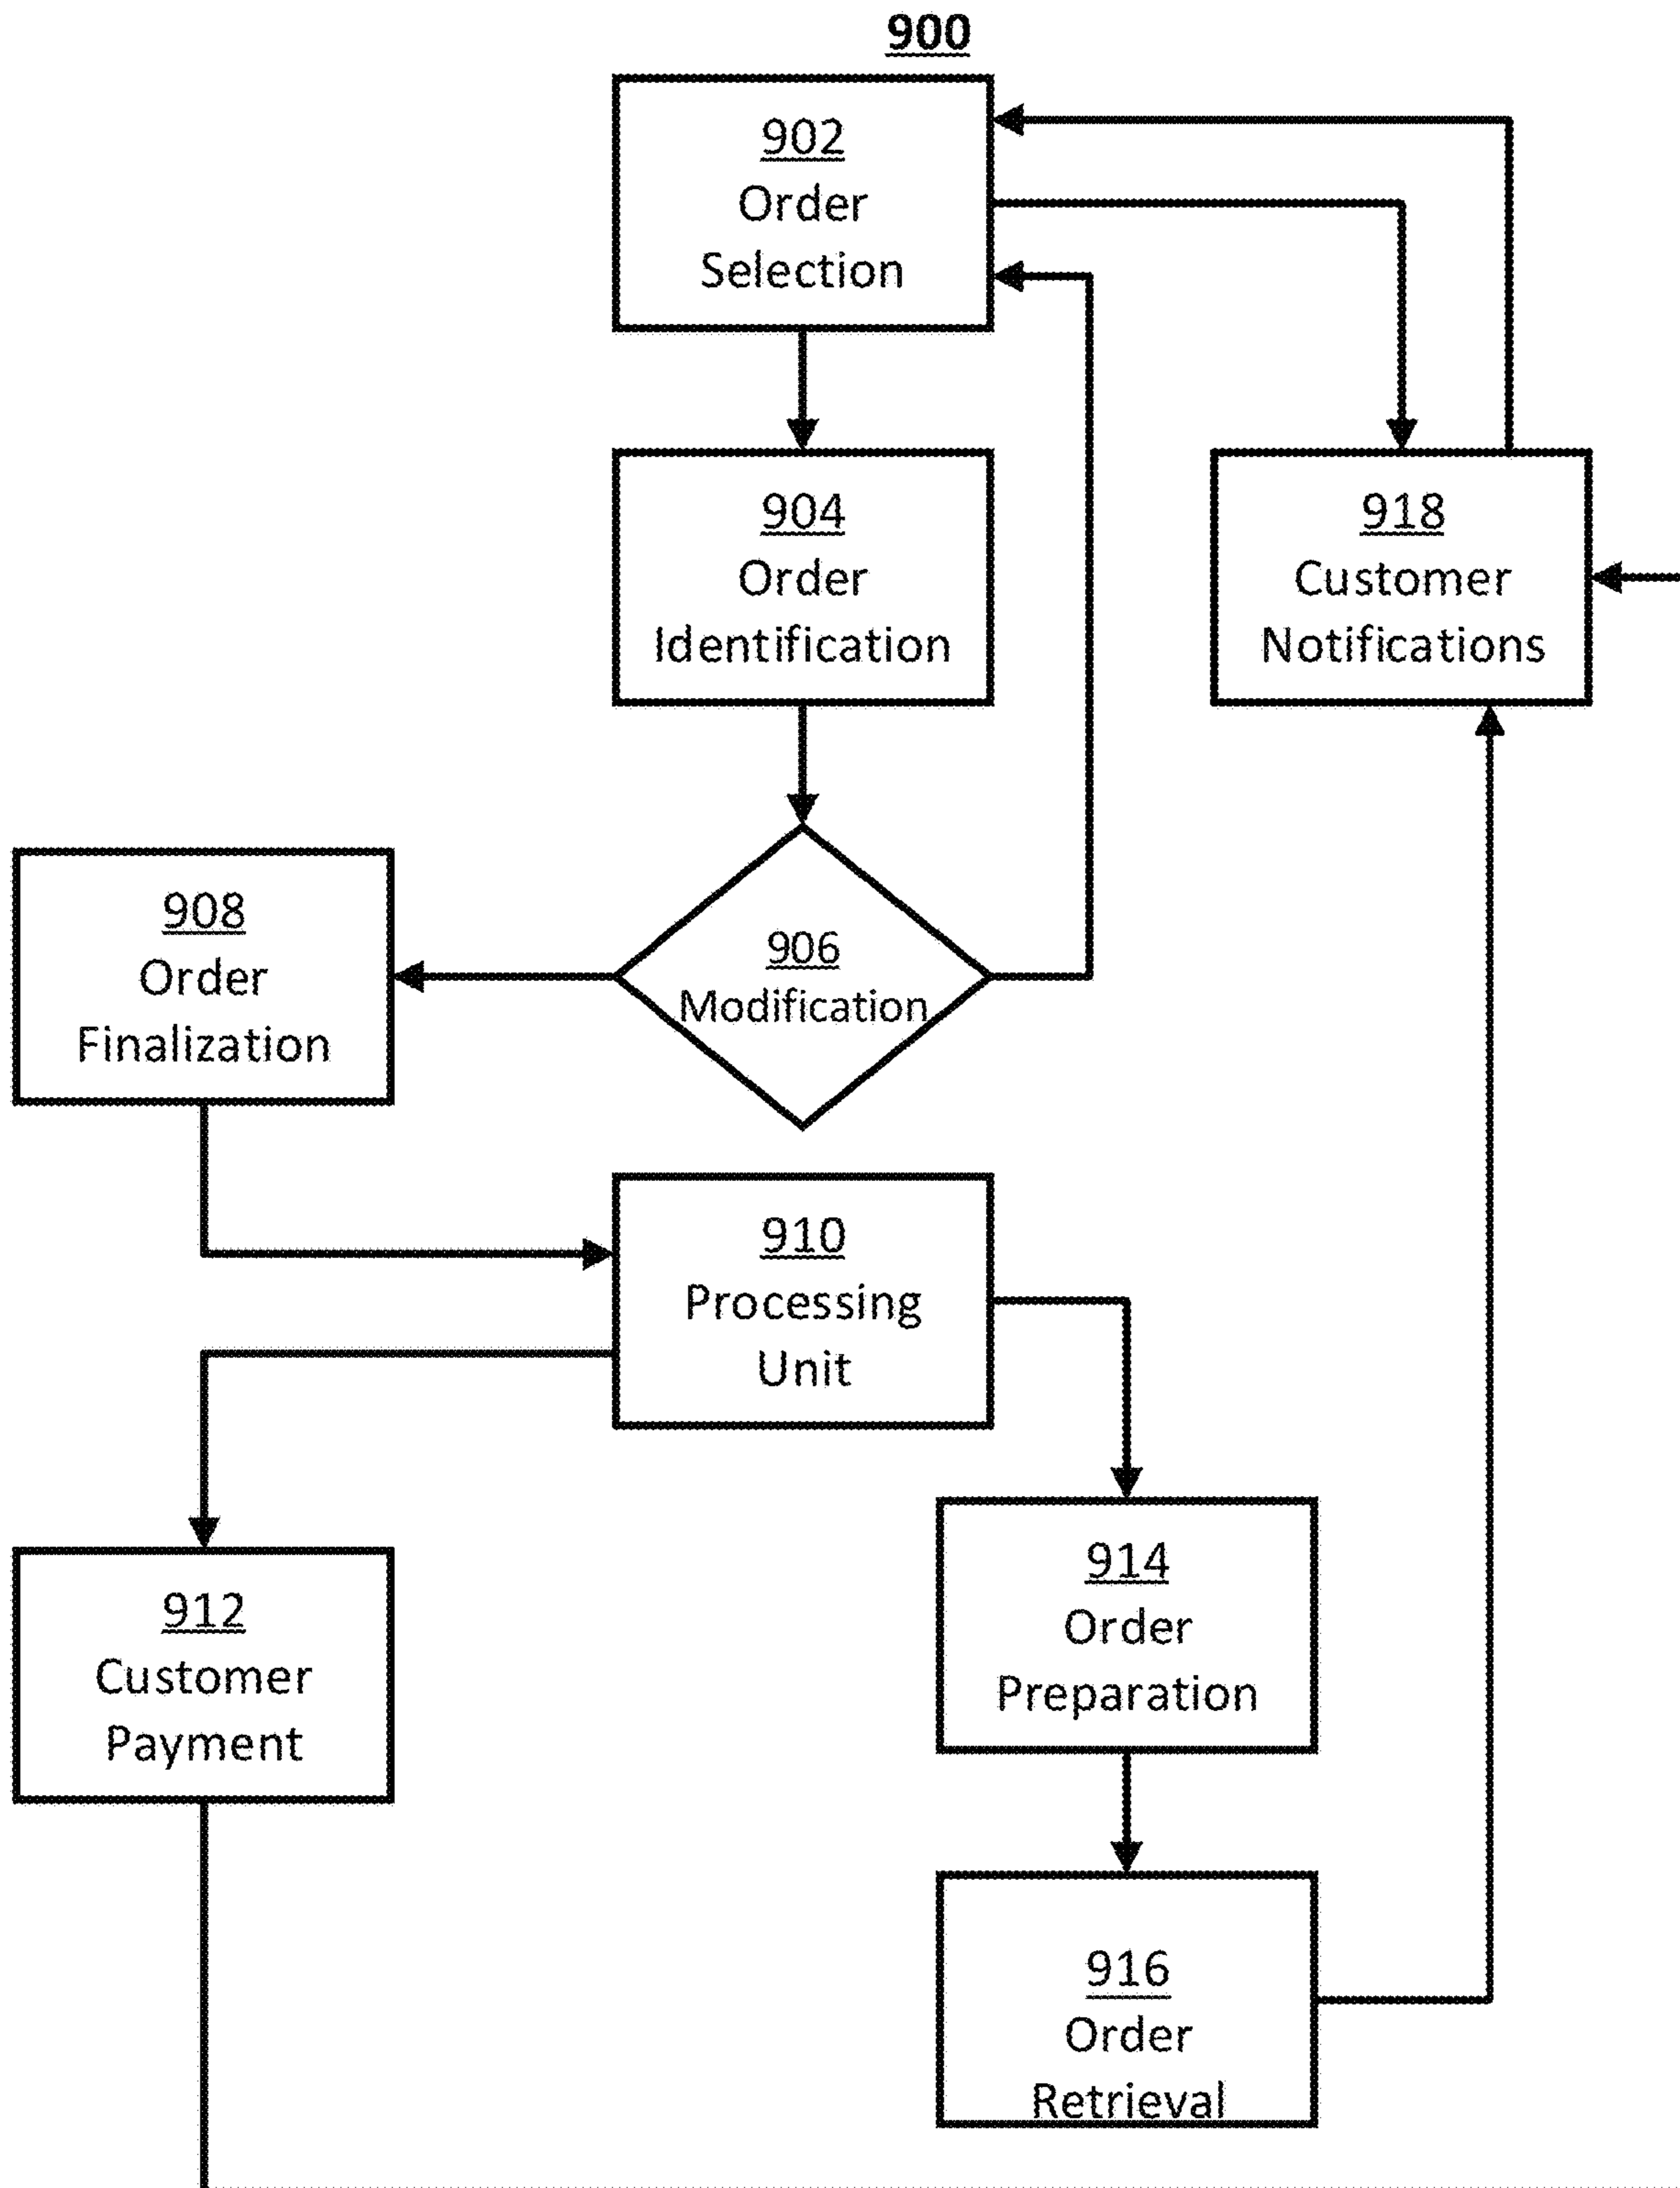 900
902
Order
Selection
904
Order
Identification
918
Customer
Notifications
906
Modification
908
Order
Finalization
910
Processing
Unit
912
Customer
Payment
914
Order
Preparation
916
Order
Retrieval